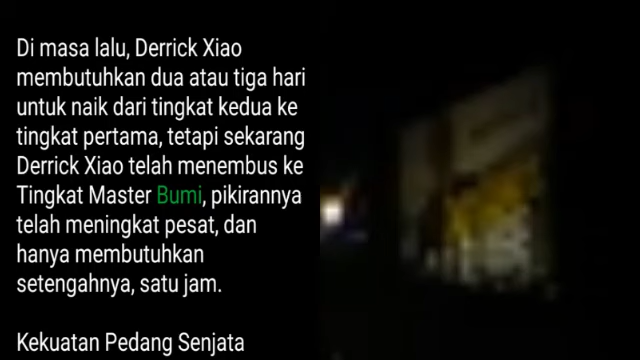 Di masa lalu, Derrick Xiao
membutuhkan dua atau tiga hari
untuk naik dari tingkat kedua ke
tingkat pertama, tetapi sekarang
Derrick Xiao telah menembus ke
Tingkat Master Bumi, pikirannya
telah meningkat pesat, dan
hanya membutuhkan
setengahnya, satu jam.
Kekuatan Pedang Senjata